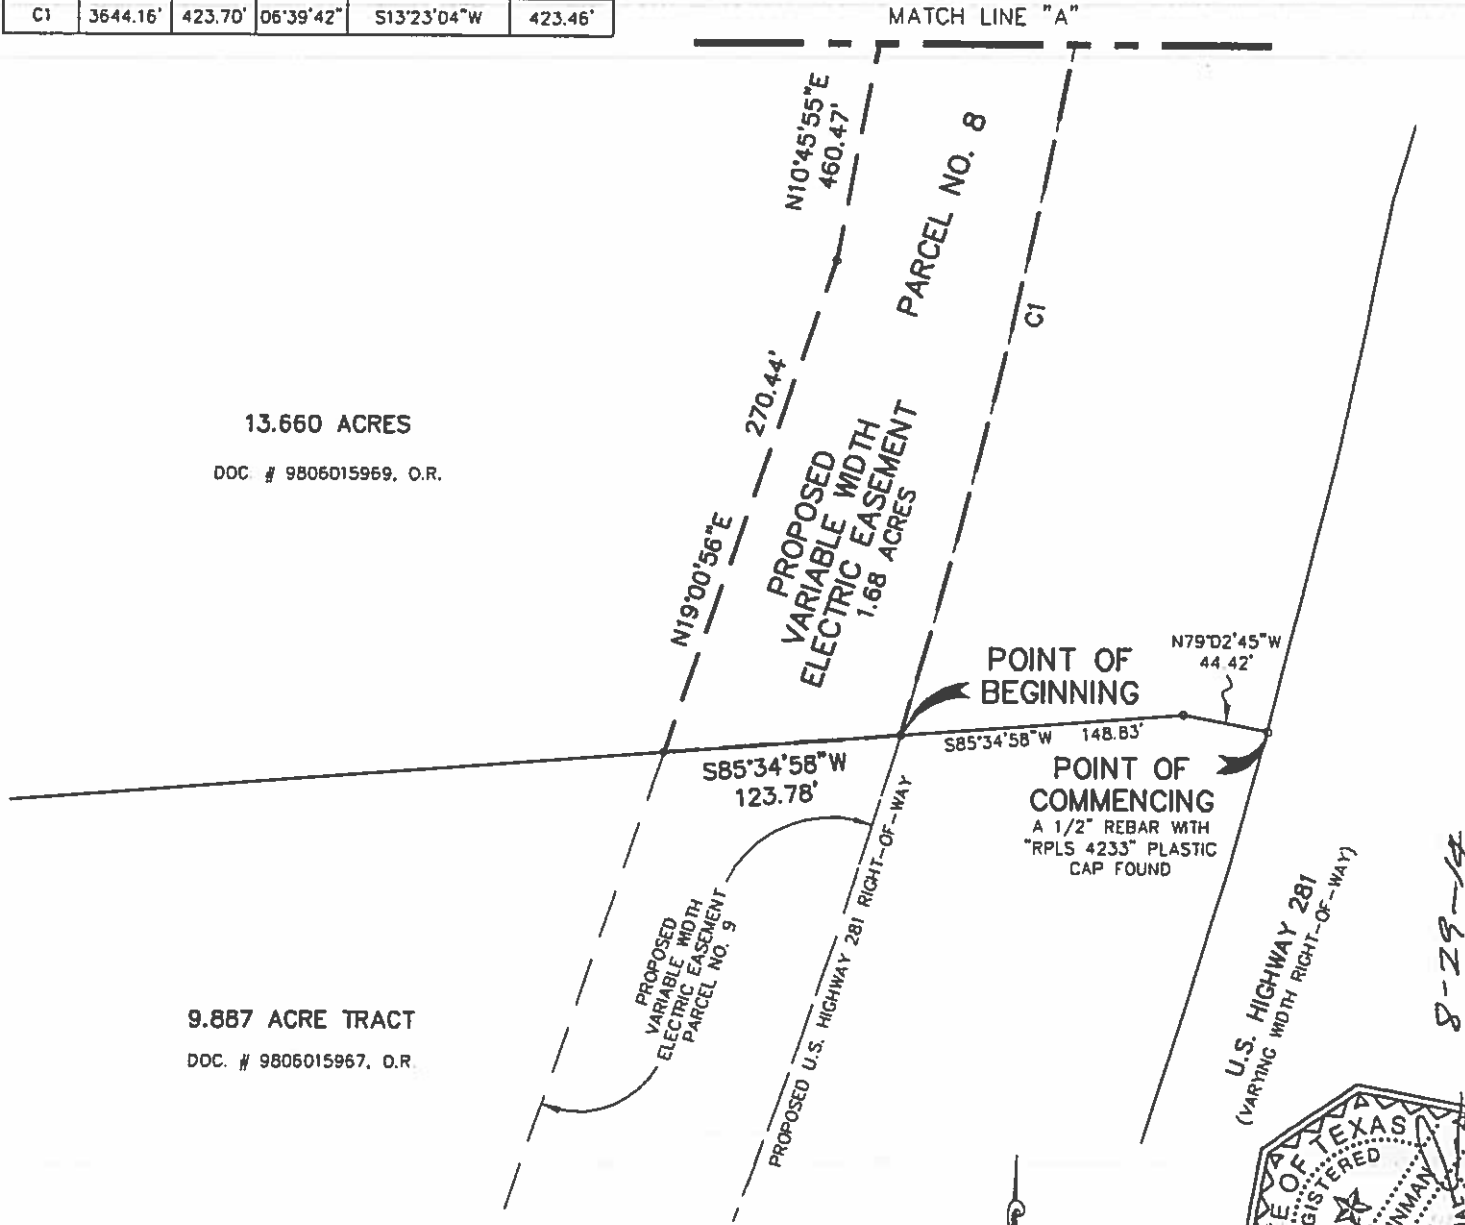 C1 3644.16' 423.70' 06°39'42" S13°23'04"W 423.46'
MATCH LINE "A"
N10°45'55"E
460.47'
PARCEL NO. 8
C1
270.44'
N19°00'56"E
13.660 ACRES
DOC # 9806015969, O.R.
PROPOSED
VARIABLE WIDTH
ELECTRIC EASEMENT
1.68 ACRES
POINT OF
BEGINNING
N79°02'45"W
44.42'
S85°34'58"W 148.83'
S85°34'58"W
123.78'
POINT OF
COMMENCING
A 1/2" REBAR WITH
"RPLS 4233" PLASTIC
CAP FOUND
PROPOSED
VARIABLE WIDTH
ELECTRIC EASEMENT
PARCEL NO. 9
PROPOSED U.S. HIGHWAY 281 RIGHT-OF-WAY
U.S. HIGHWAY 281
(VARYING WIDTH RIGHT-OF-WAY)
9.887 ACRE TRACT
DOC. # 9806015967, O.R.
8-29-14
E OF TEXAS
GISTERED
NMAN